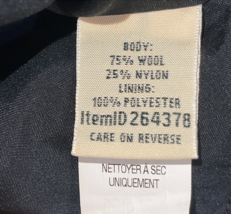 BODY:
75% WOOL
25% NYLON
LINING:
100% POLYESTER
ItemID 264378
CARE ON REVERSE
NETTOYER À SEC
UNIQUEMENT